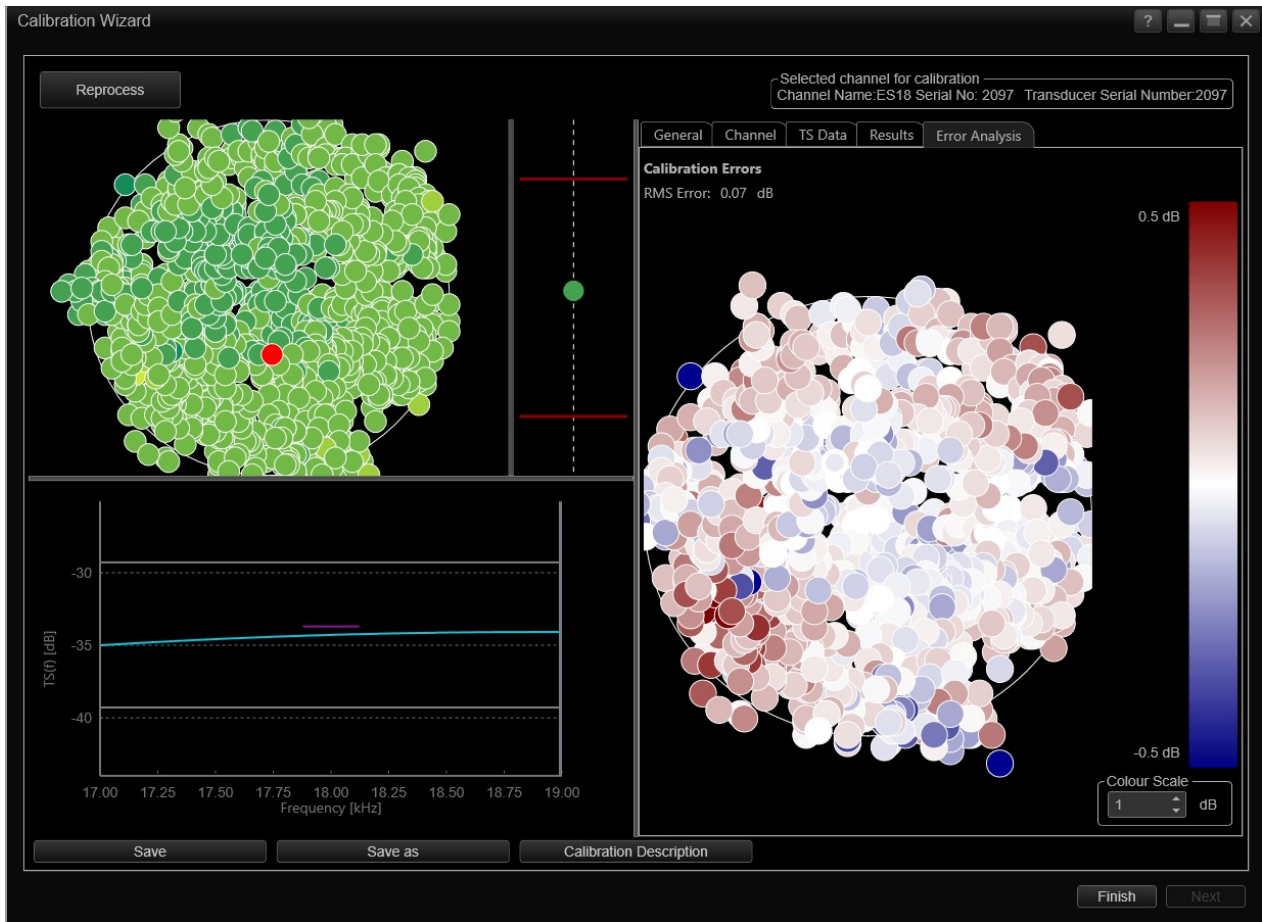 Calibration Wizard
?
Reprocess
Selected channel for calibration
Channel Name:ES18 Serial No: 2097 Transducer Serial Number:2097
General Channel TS Data Results Error Analysis
Calibration Errors
RMS Error: 0.07 dB
0.5 dB
-0.5 dB
Colour Scale
1 dB
TS(f) [dB]
-30
-35
-40
17.00 17.25 17.50 17.75 18.00 18.25 18.50 18.75 19.00
Frequency [kHz]
Save Save as Calibration Description
Finish Next